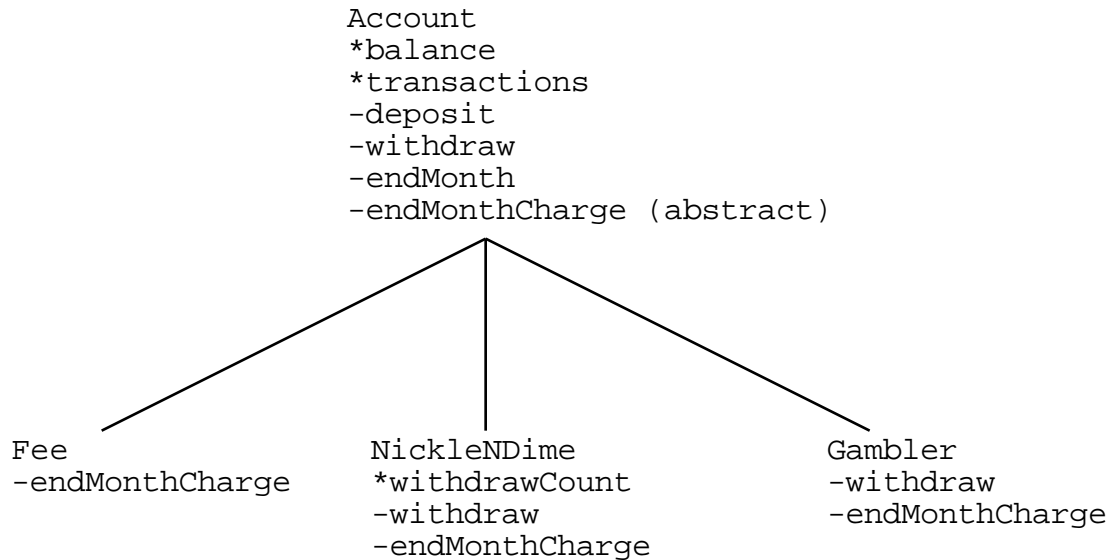 Account
*balance
*transactions
-deposit
-withdraw
-endMonth
-endMonthCharge (abstract)
Fee
-endMonthCharge
NickleNDime
*withdrawCount
-withdraw
-endMonthCharge
Gambler
-withdraw
-endMonthCharge